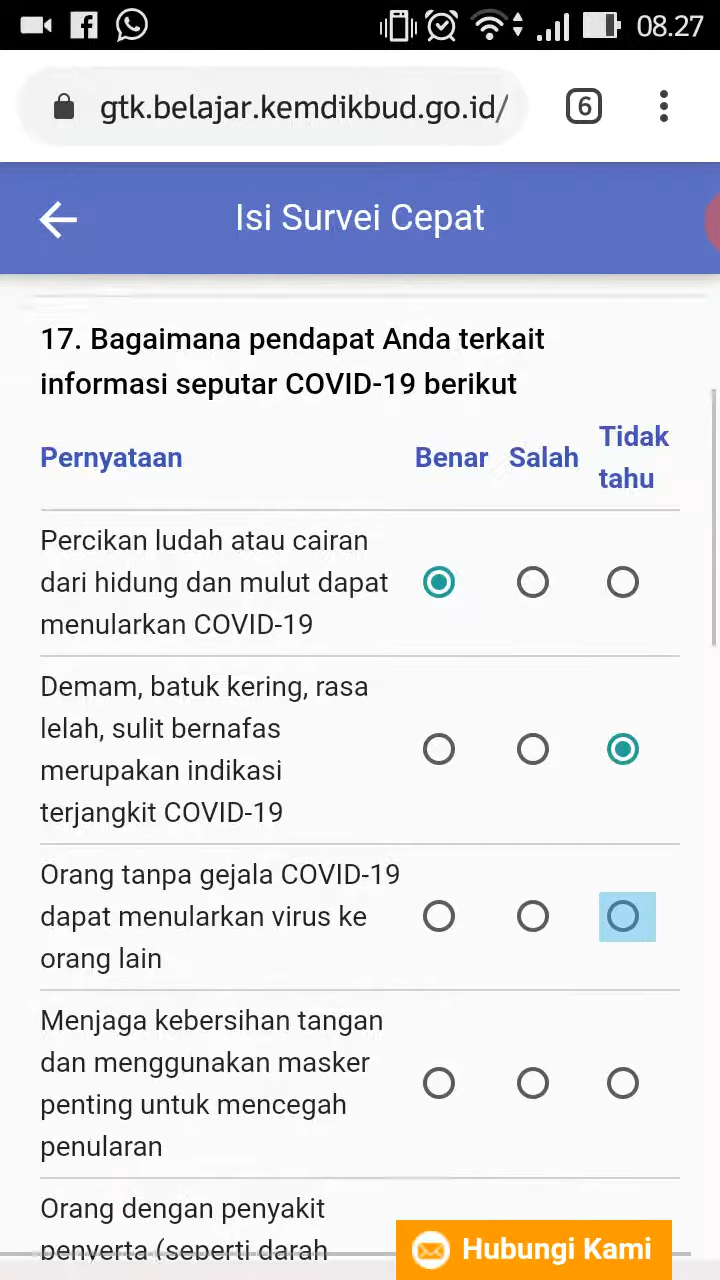 08.27
gtk.belajar.kemdikbud.go.id/
6
Isi Survei Cepat
17. Bagaimana pendapat Anda terkait
informasi seputar COVID-19 berikut
Pernyataan Benar Salah Tidak tahu
Percikan ludah atau cairan
dari hidung dan mulut dapat
menularkan COVID-19
Demam, batuk kering, rasa
lelah, sulit bernafas
merupakan indikasi
terjangkit COVID-19
Orang tanpa gejala COVID-19
dapat menularkan virus ke
orang lain
Menjaga kebersihan tangan
dan menggunakan masker
penting untuk mencegah
penularan
Orang dengan penyakit
penyerta (seperti darah
Hubungi Kami